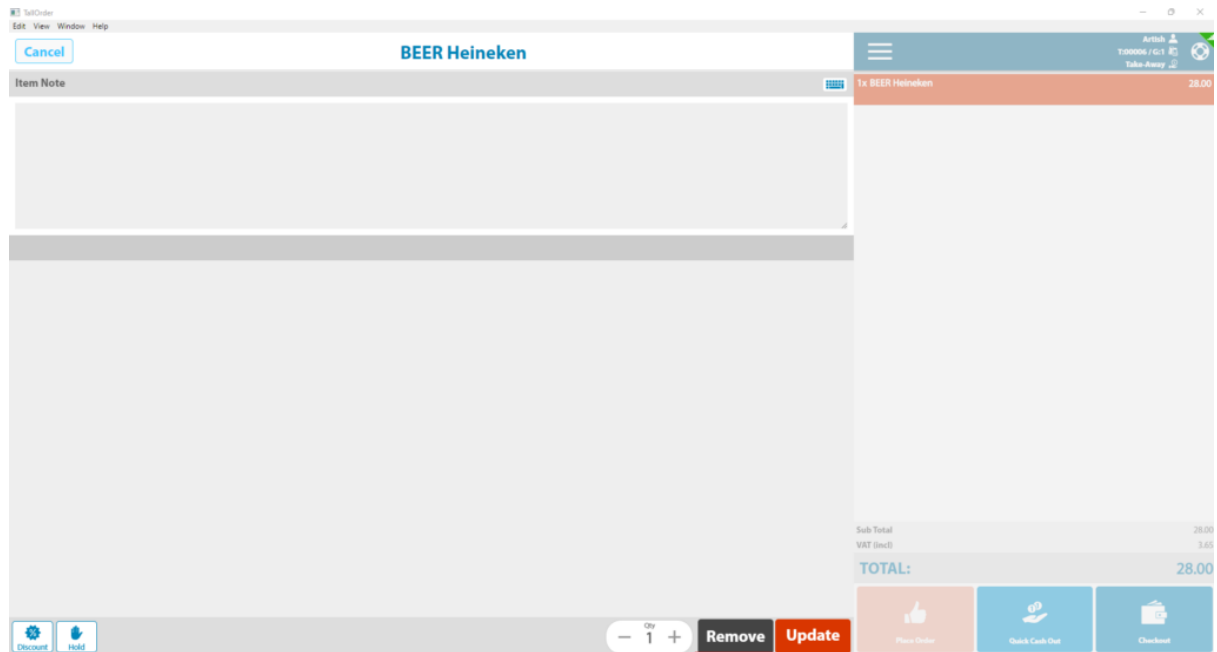 TallOrder
Edit View Window Help
Cancel
BEER Heineken
Artish
T:00006 / G:1
Take-Away
Item Note
1x BEER Heineken 28.00
Sub Total 28.00
VAT (incl) 3.65
TOTAL: 28.00
Discount
Hold
Qty
1
Remove
Update
Place Order
Quick Cash Out
Checkout